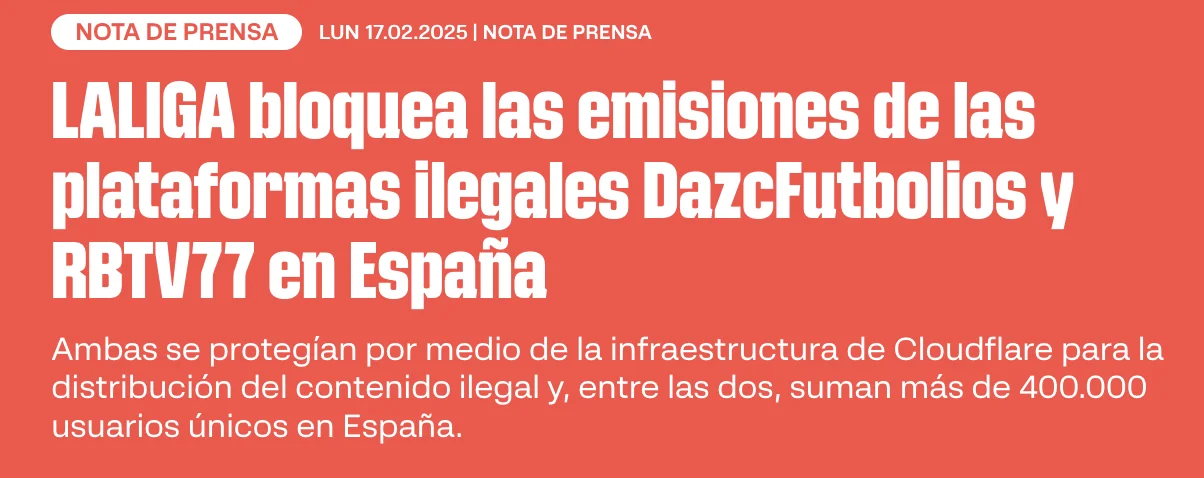 NOTA DE PRENSA LUN 17.02.2025 | NOTA DE PRENSA
LALIGA bloquea las emisiones de las
plataformas ilegales DazcFutbolios y
RBTV77 en España
Ambas se protegían por medio de la infraestructura de Cloudflare para la
distribución del contenido ilegal y, entre las dos, suman más de 400.000
usuarios únicos en España.